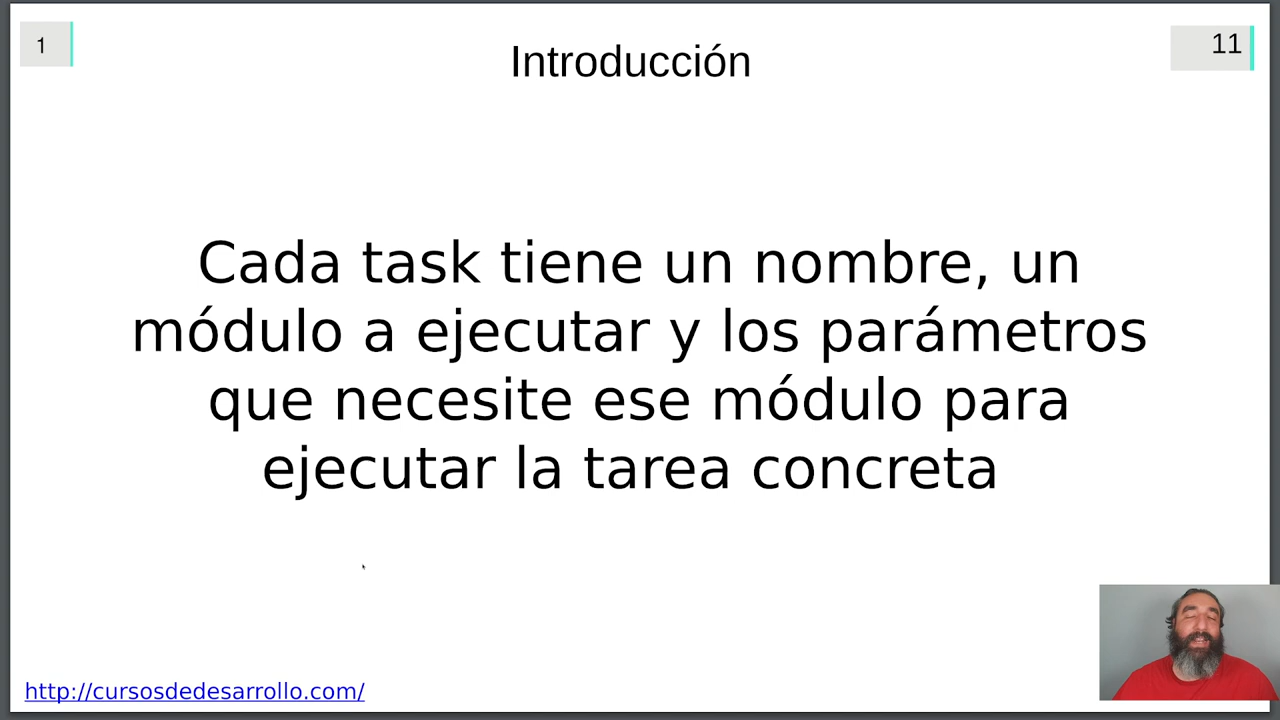 1
Introducción
11
Cada task tiene un nombre, un
módulo a ejecutar y los parámetros
que necesite ese módulo para
ejecutar la tarea concreta
http://cursosdedesarrollo.com/